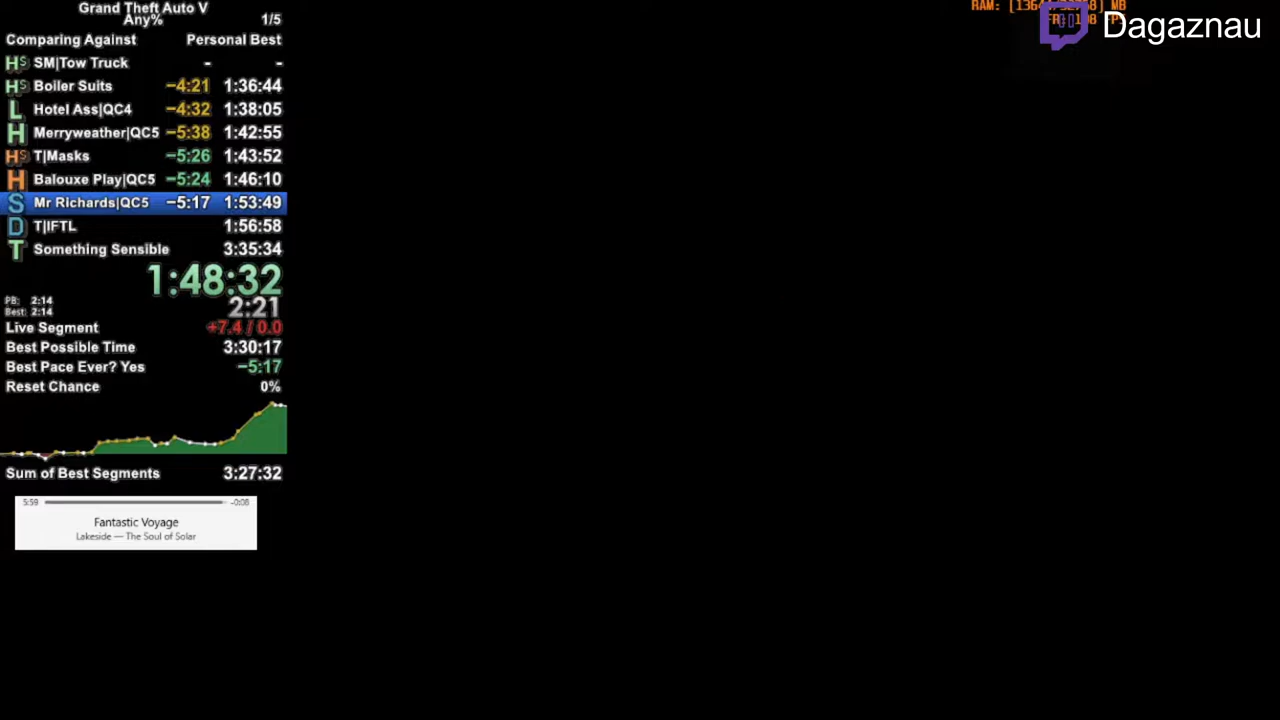 Grand Theft Auto V
Any% 1/5
Comparing Against Personal Best
HS SM|Tow Truck - -
HS Boiler Suits −4:21 1:36:44
L Hotel Ass|QC4 −4:32 1:38:05
H Merryweather|QC5 −5:38 1:42:55
HS T|Masks −5:26 1:43:52
H Balouxe Play|QC5 −5:24 1:46:10
S Mr Richards|QC5 −5:17 1:53:49
D T|IFTL 1:56:58
T Something Sensible 3:35:34
1:48:32
PB: 2:14
Best: 2:14
2:21
Live Segment +7.4 / 0.0
Best Possible Time 3:30:17
Best Pace Ever? Yes −5:17
Reset Chance 0%
Sum of Best Segments 3:27:32
5:59 -0:08
Fantastic Voyage
Lakeside — The Soul of Solar
RAM: MB
Dagaznau